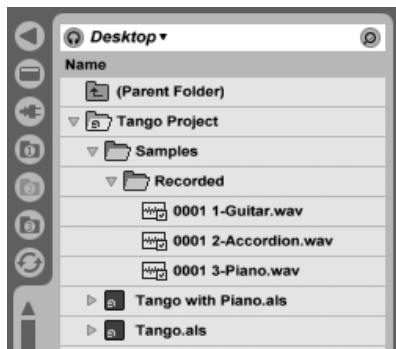 Desktop
Name
(Parent Folder)
Tango Project
Samples
Recorded
0001 1-Guitar.wav
0001 2-Accordion.wav
0001 3-Piano.wav
Tango with Piano.als
Tango.als